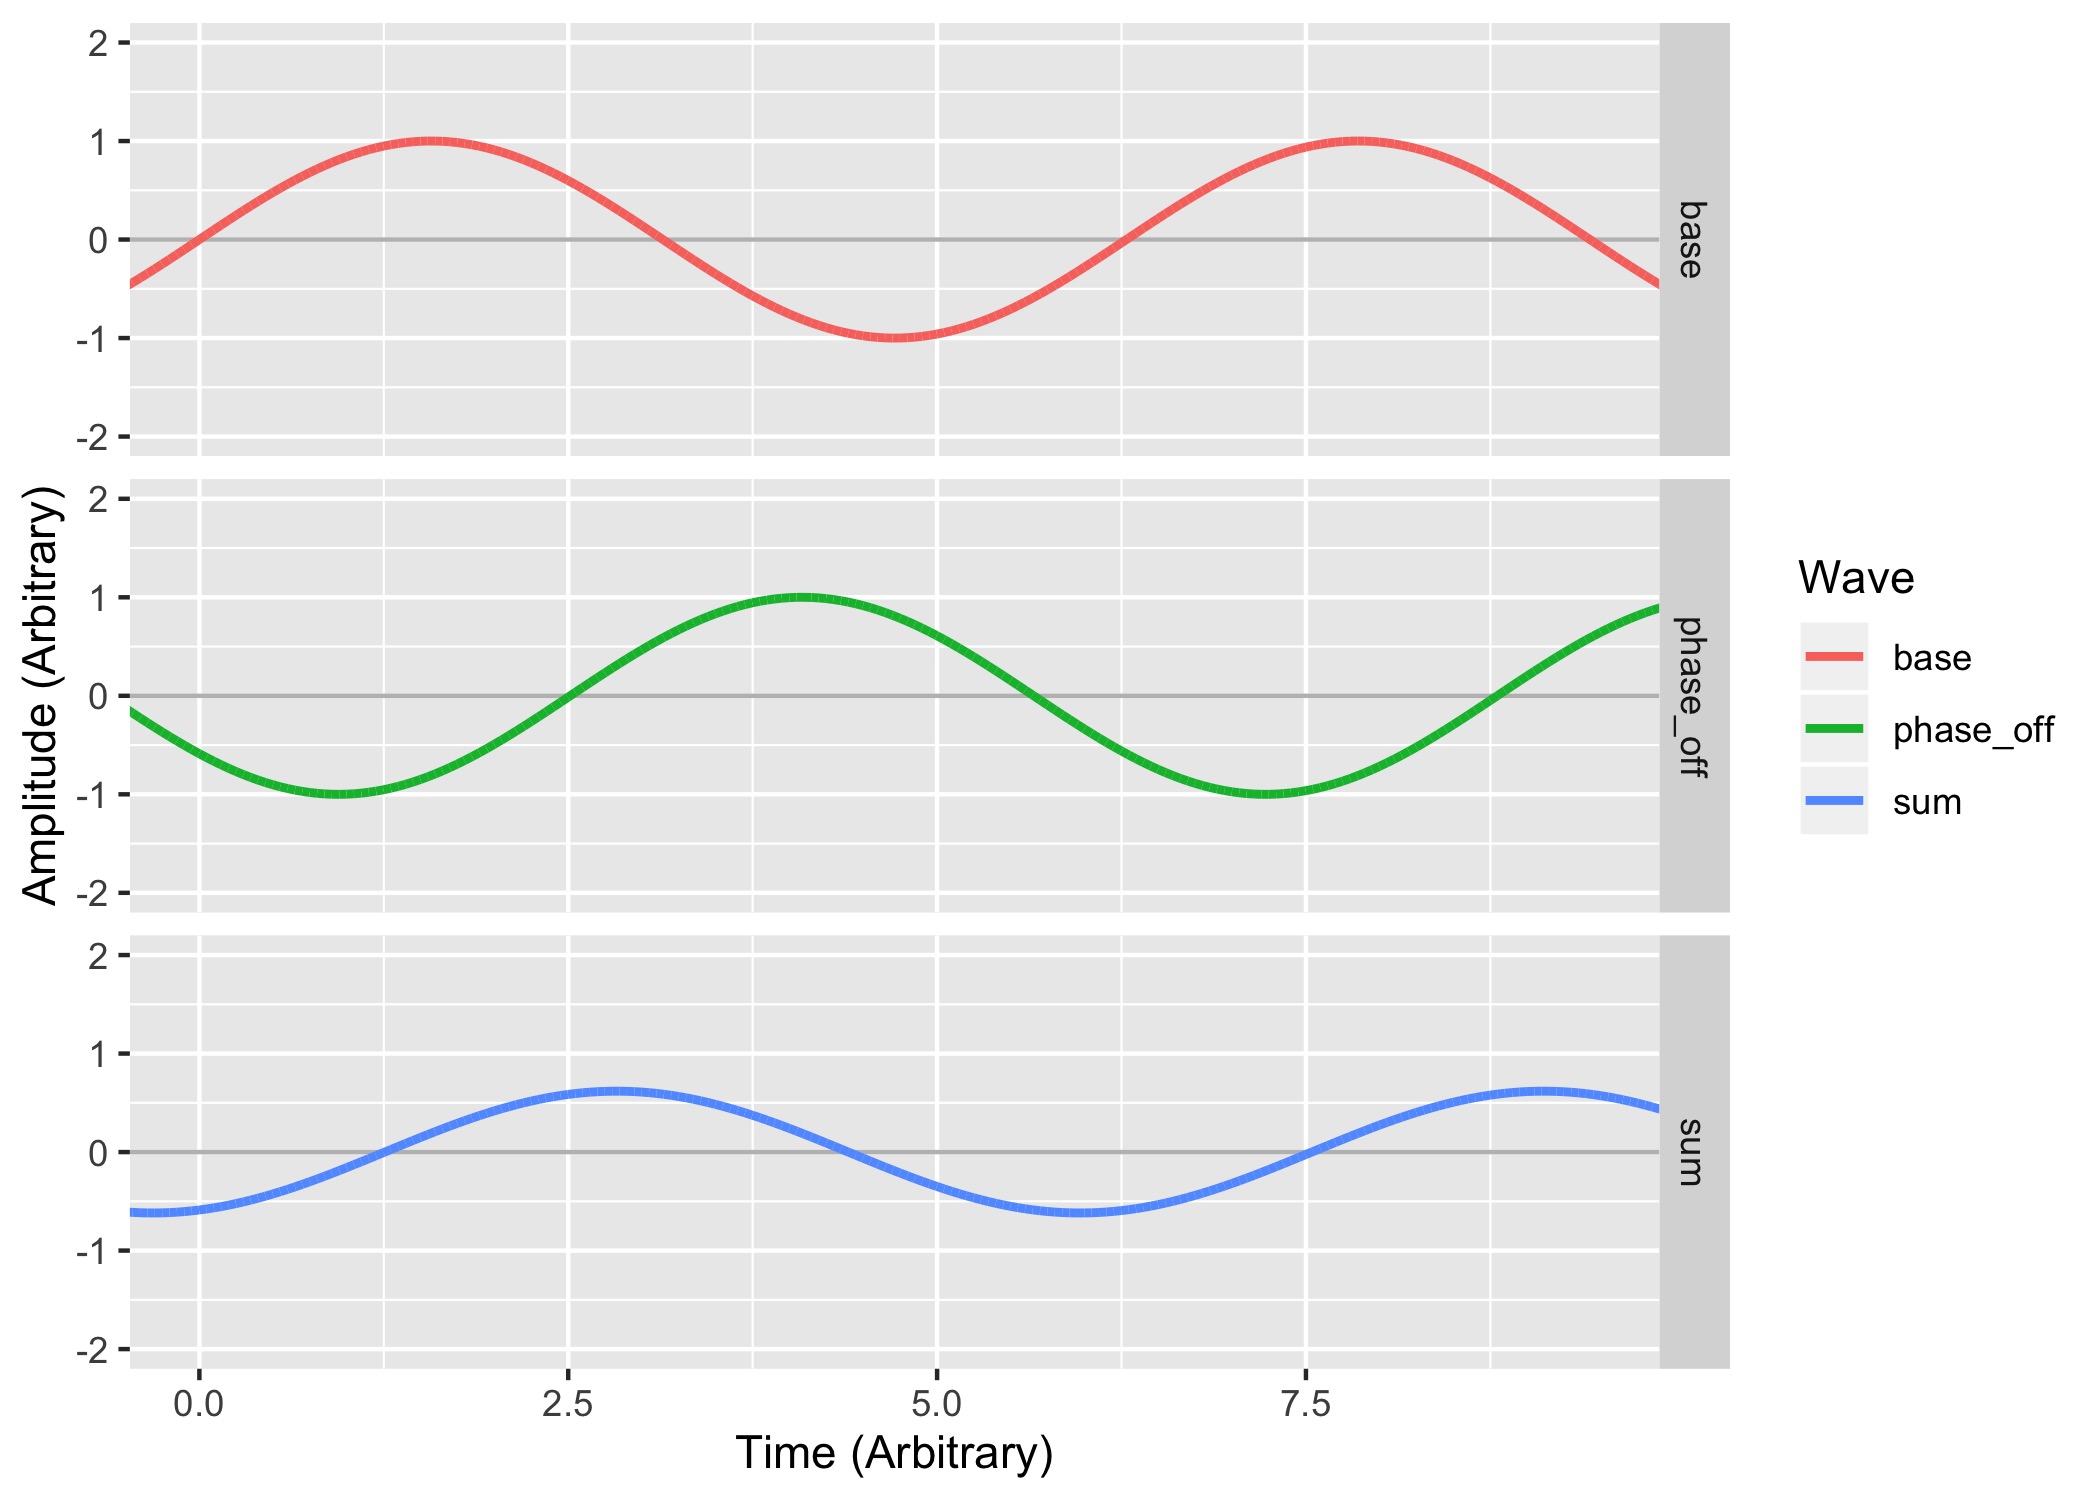 2
1
0
-1
-2
base
2
1
0
-1
-2
phase_off
2
1
0
-1
-2
sum
0.0 2.5 5.0 7.5
Time (Arbitrary)
Amplitude (Arbitrary)
Wave
base
phase_off
sum